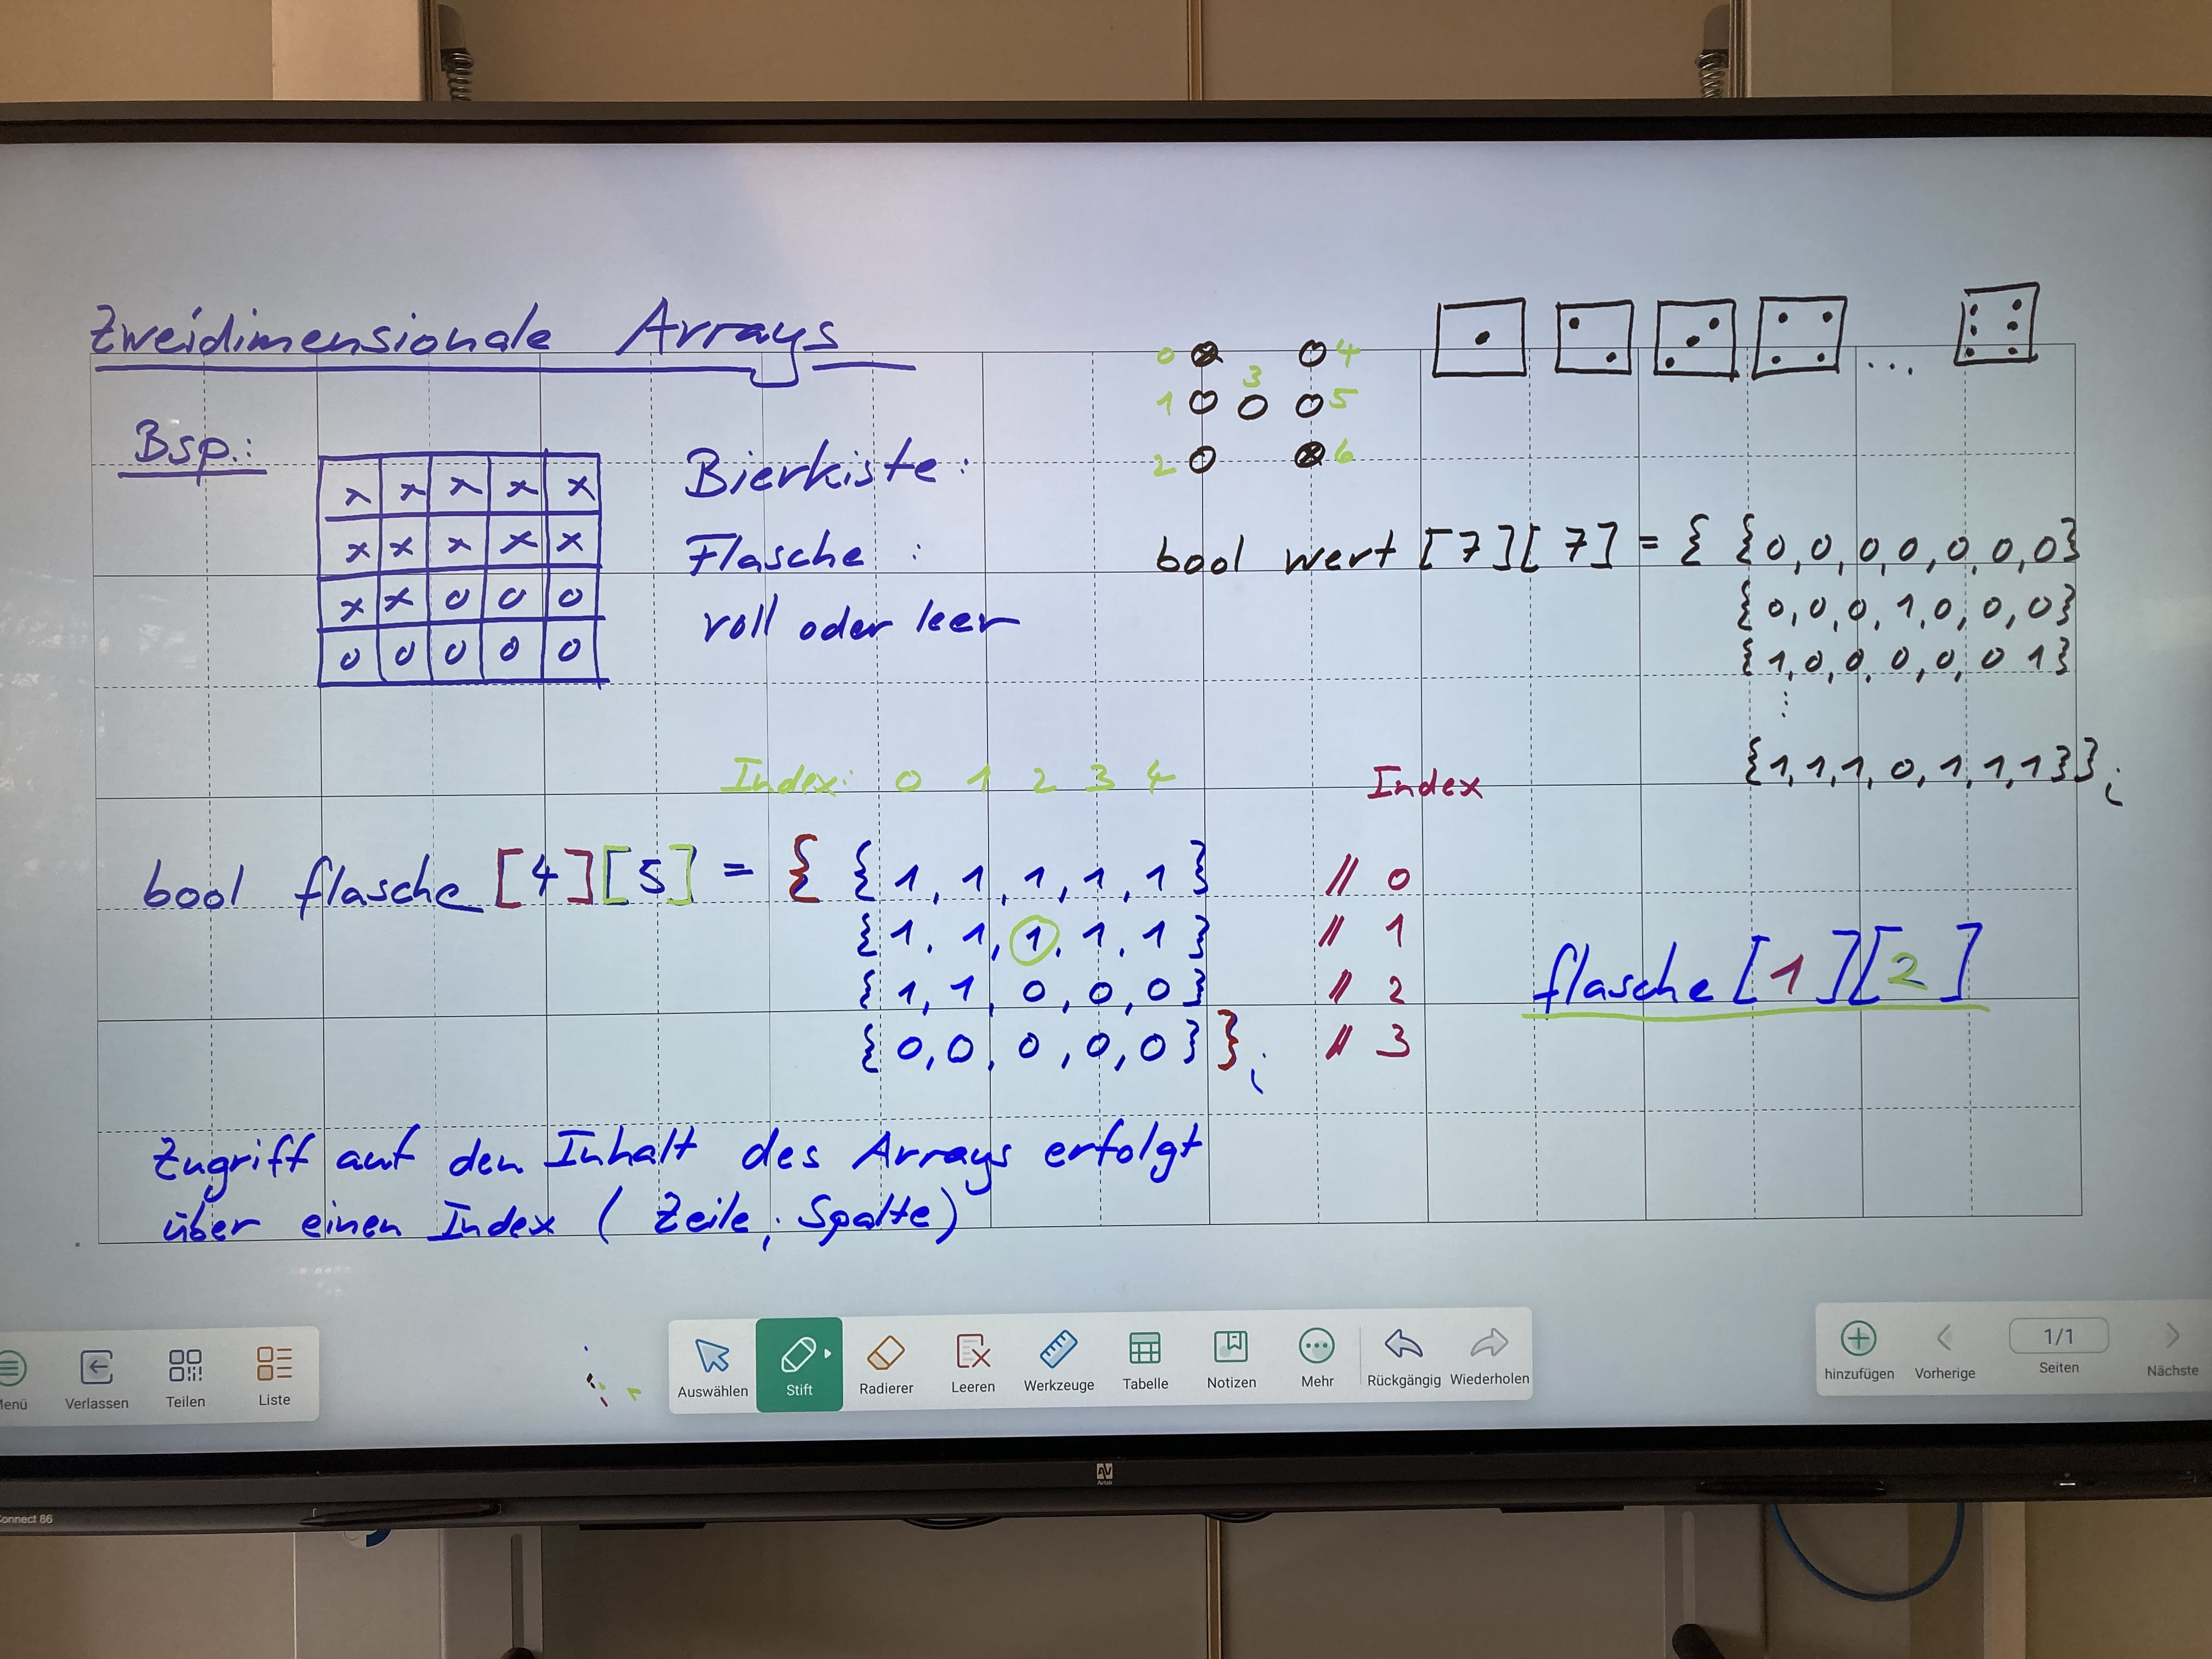 Zweidimensionale Arrays
Bsp.:
x x x x x
x x x x x
x x o o o
o o o o o
Bierkiste:
Flasche :
voll oder leer
0 4
3
1 5
2 6
...
bool wert [7][7] = { {0,0,0,0,0,0,0}
{0,0,0,1,0,0,0}
{1,0,0,0,0,0 1}
⋮
{1,1,1,0,1,1,1}};
Index: 0 1 2 3 4
Index
bool flasche [4][5] = { {1,1,1,1,1} // 0
{1,1,1,1,1} // 1
{1,1,0,0,0} // 2
{0,0,0,0,0}}; // 3
flasche[1][2]
Zugriff auf den Inhalt des Arrays erfolgt
über einen Index (Zeile, Spalte)
Menü
Verlassen
Teilen
Liste
Auswählen
Stift
Radierer
Leeren
Werkzeuge
Tabelle
Notizen
Mehr
Rückgängig
Wiederholen
hinzufügen
Vorherige
1/1
Seiten
Nächste
Connect 86